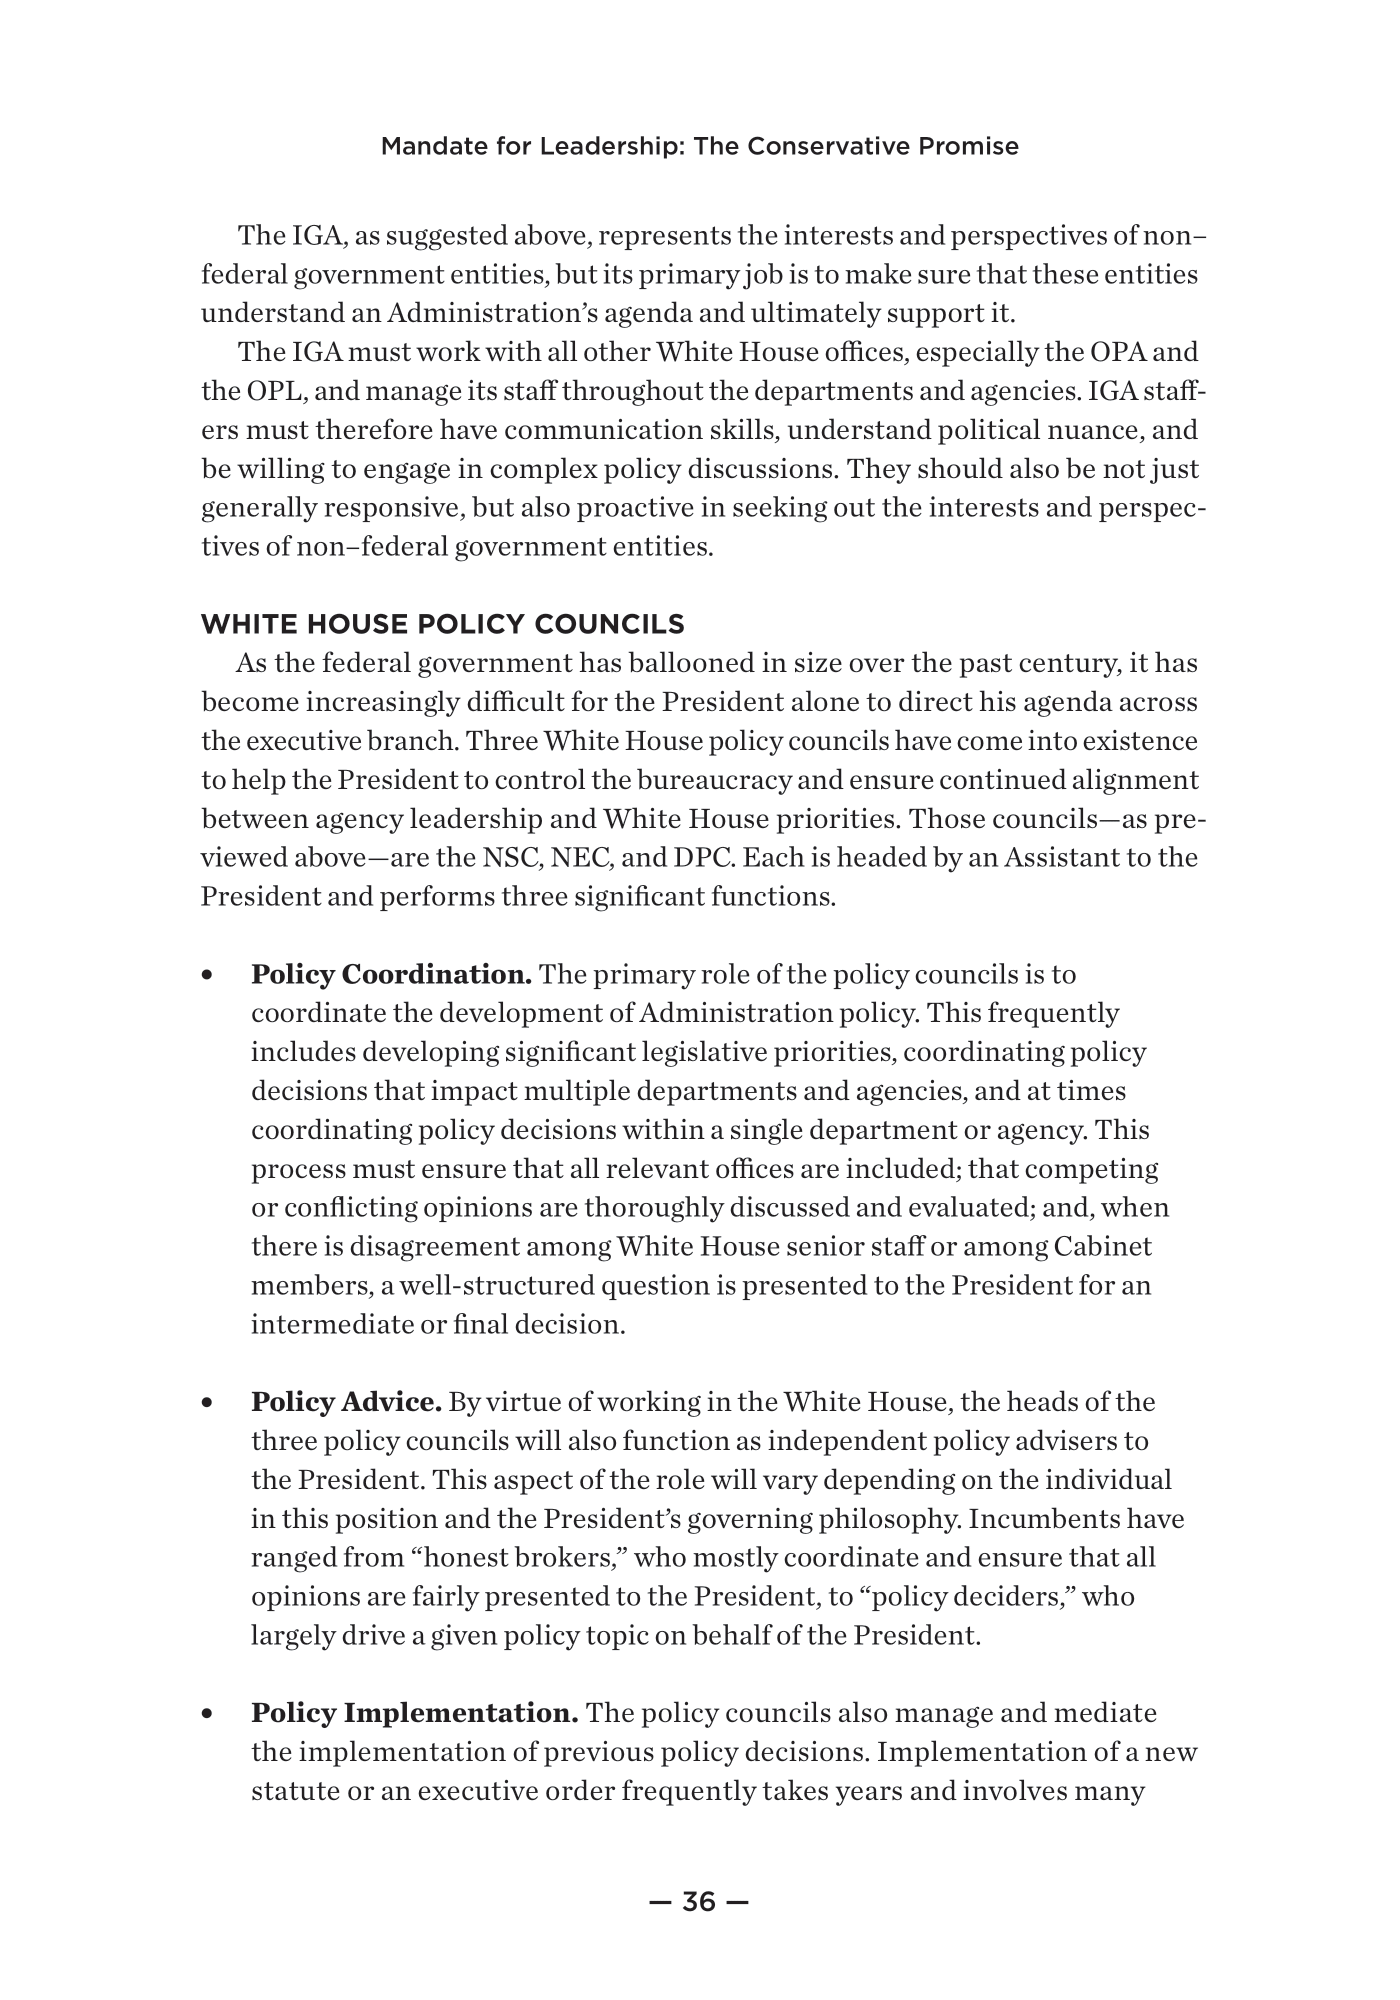 Mandate for Leadership: The Conservative Promise
The IGA, as suggested above, represents the interests and perspectives of non–
federal government entities, but its primary job is to make sure that these entities
understand an Administration’s agenda and ultimately support it.
The IGA must work with all other White House offices, especially the OPA and
the OPL, and manage its staff throughout the departments and agencies. IGA staff-
ers must therefore have communication skills, understand political nuance, and
be willing to engage in complex policy discussions. They should also be not just
generally responsive, but also proactive in seeking out the interests and perspec-
tives of non–federal government entities.
WHITE HOUSE POLICY COUNCILS
As the federal government has ballooned in size over the past century, it has
become increasingly difficult for the President alone to direct his agenda across
the executive branch. Three White House policy councils have come into existence
to help the President to control the bureaucracy and ensure continued alignment
between agency leadership and White House priorities. Those councils—as pre-
viewed above—are the NSC, NEC, and DPC. Each is headed by an Assistant to the
President and performs three significant functions.
• Policy Coordination. The primary role of the policy councils is to
coordinate the development of Administration policy. This frequently
includes developing significant legislative priorities, coordinating policy
decisions that impact multiple departments and agencies, and at times
coordinating policy decisions within a single department or agency. This
process must ensure that all relevant offices are included; that competing
or conflicting opinions are thoroughly discussed and evaluated; and, when
there is disagreement among White House senior staff or among Cabinet
members, a well-structured question is presented to the President for an
intermediate or final decision.
• Policy Advice. By virtue of working in the White House, the heads of the
three policy councils will also function as independent policy advisers to
the President. This aspect of the role will vary depending on the individual
in this position and the President’s governing philosophy. Incumbents have
ranged from “honest brokers,” who mostly coordinate and ensure that all
opinions are fairly presented to the President, to “policy deciders,” who
largely drive a given policy topic on behalf of the President.
• Policy Implementation. The policy councils also manage and mediate
the implementation of previous policy decisions. Implementation of a new
statute or an executive order frequently takes years and involves many
— 36 —